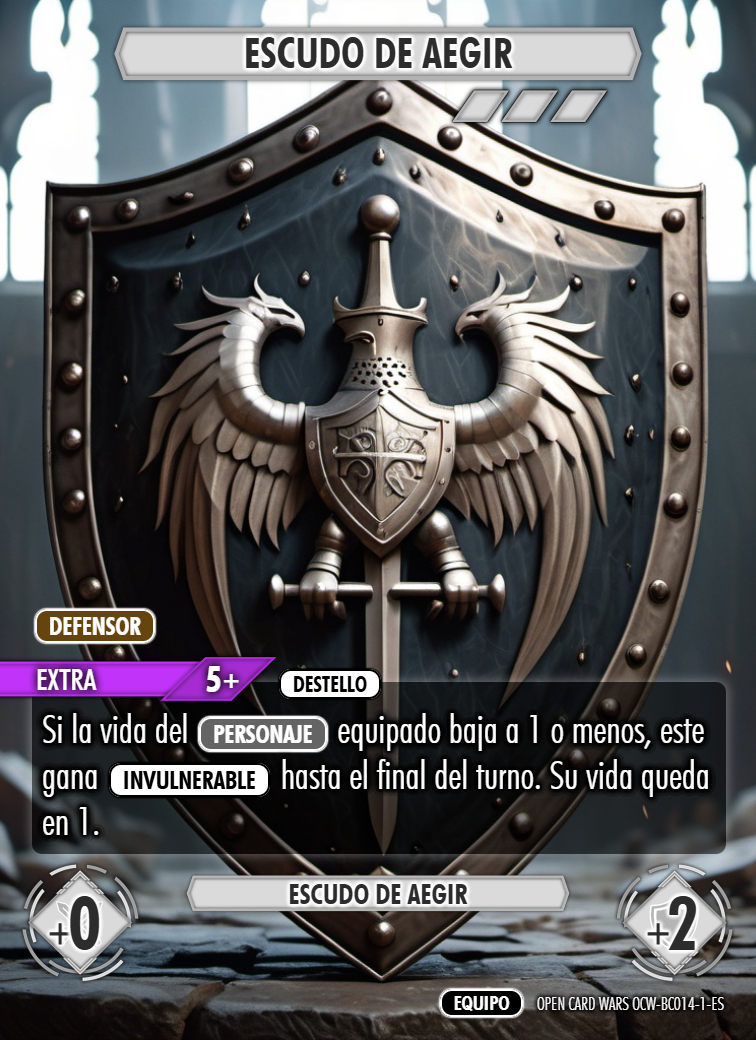 ESCUDO DE AEGIR
DEFENSOR
EXTRA 5+ DESTELLO
Si la vida del PERSONAJE equipado baja a 1 o menos, este
gana INVULNERABLE hasta el final del turno. Su vida queda
en 1.
+0 ESCUDO DE AEGIR +2
EQUIPO OPEN CARD WARS OCW-BC014-1-ES